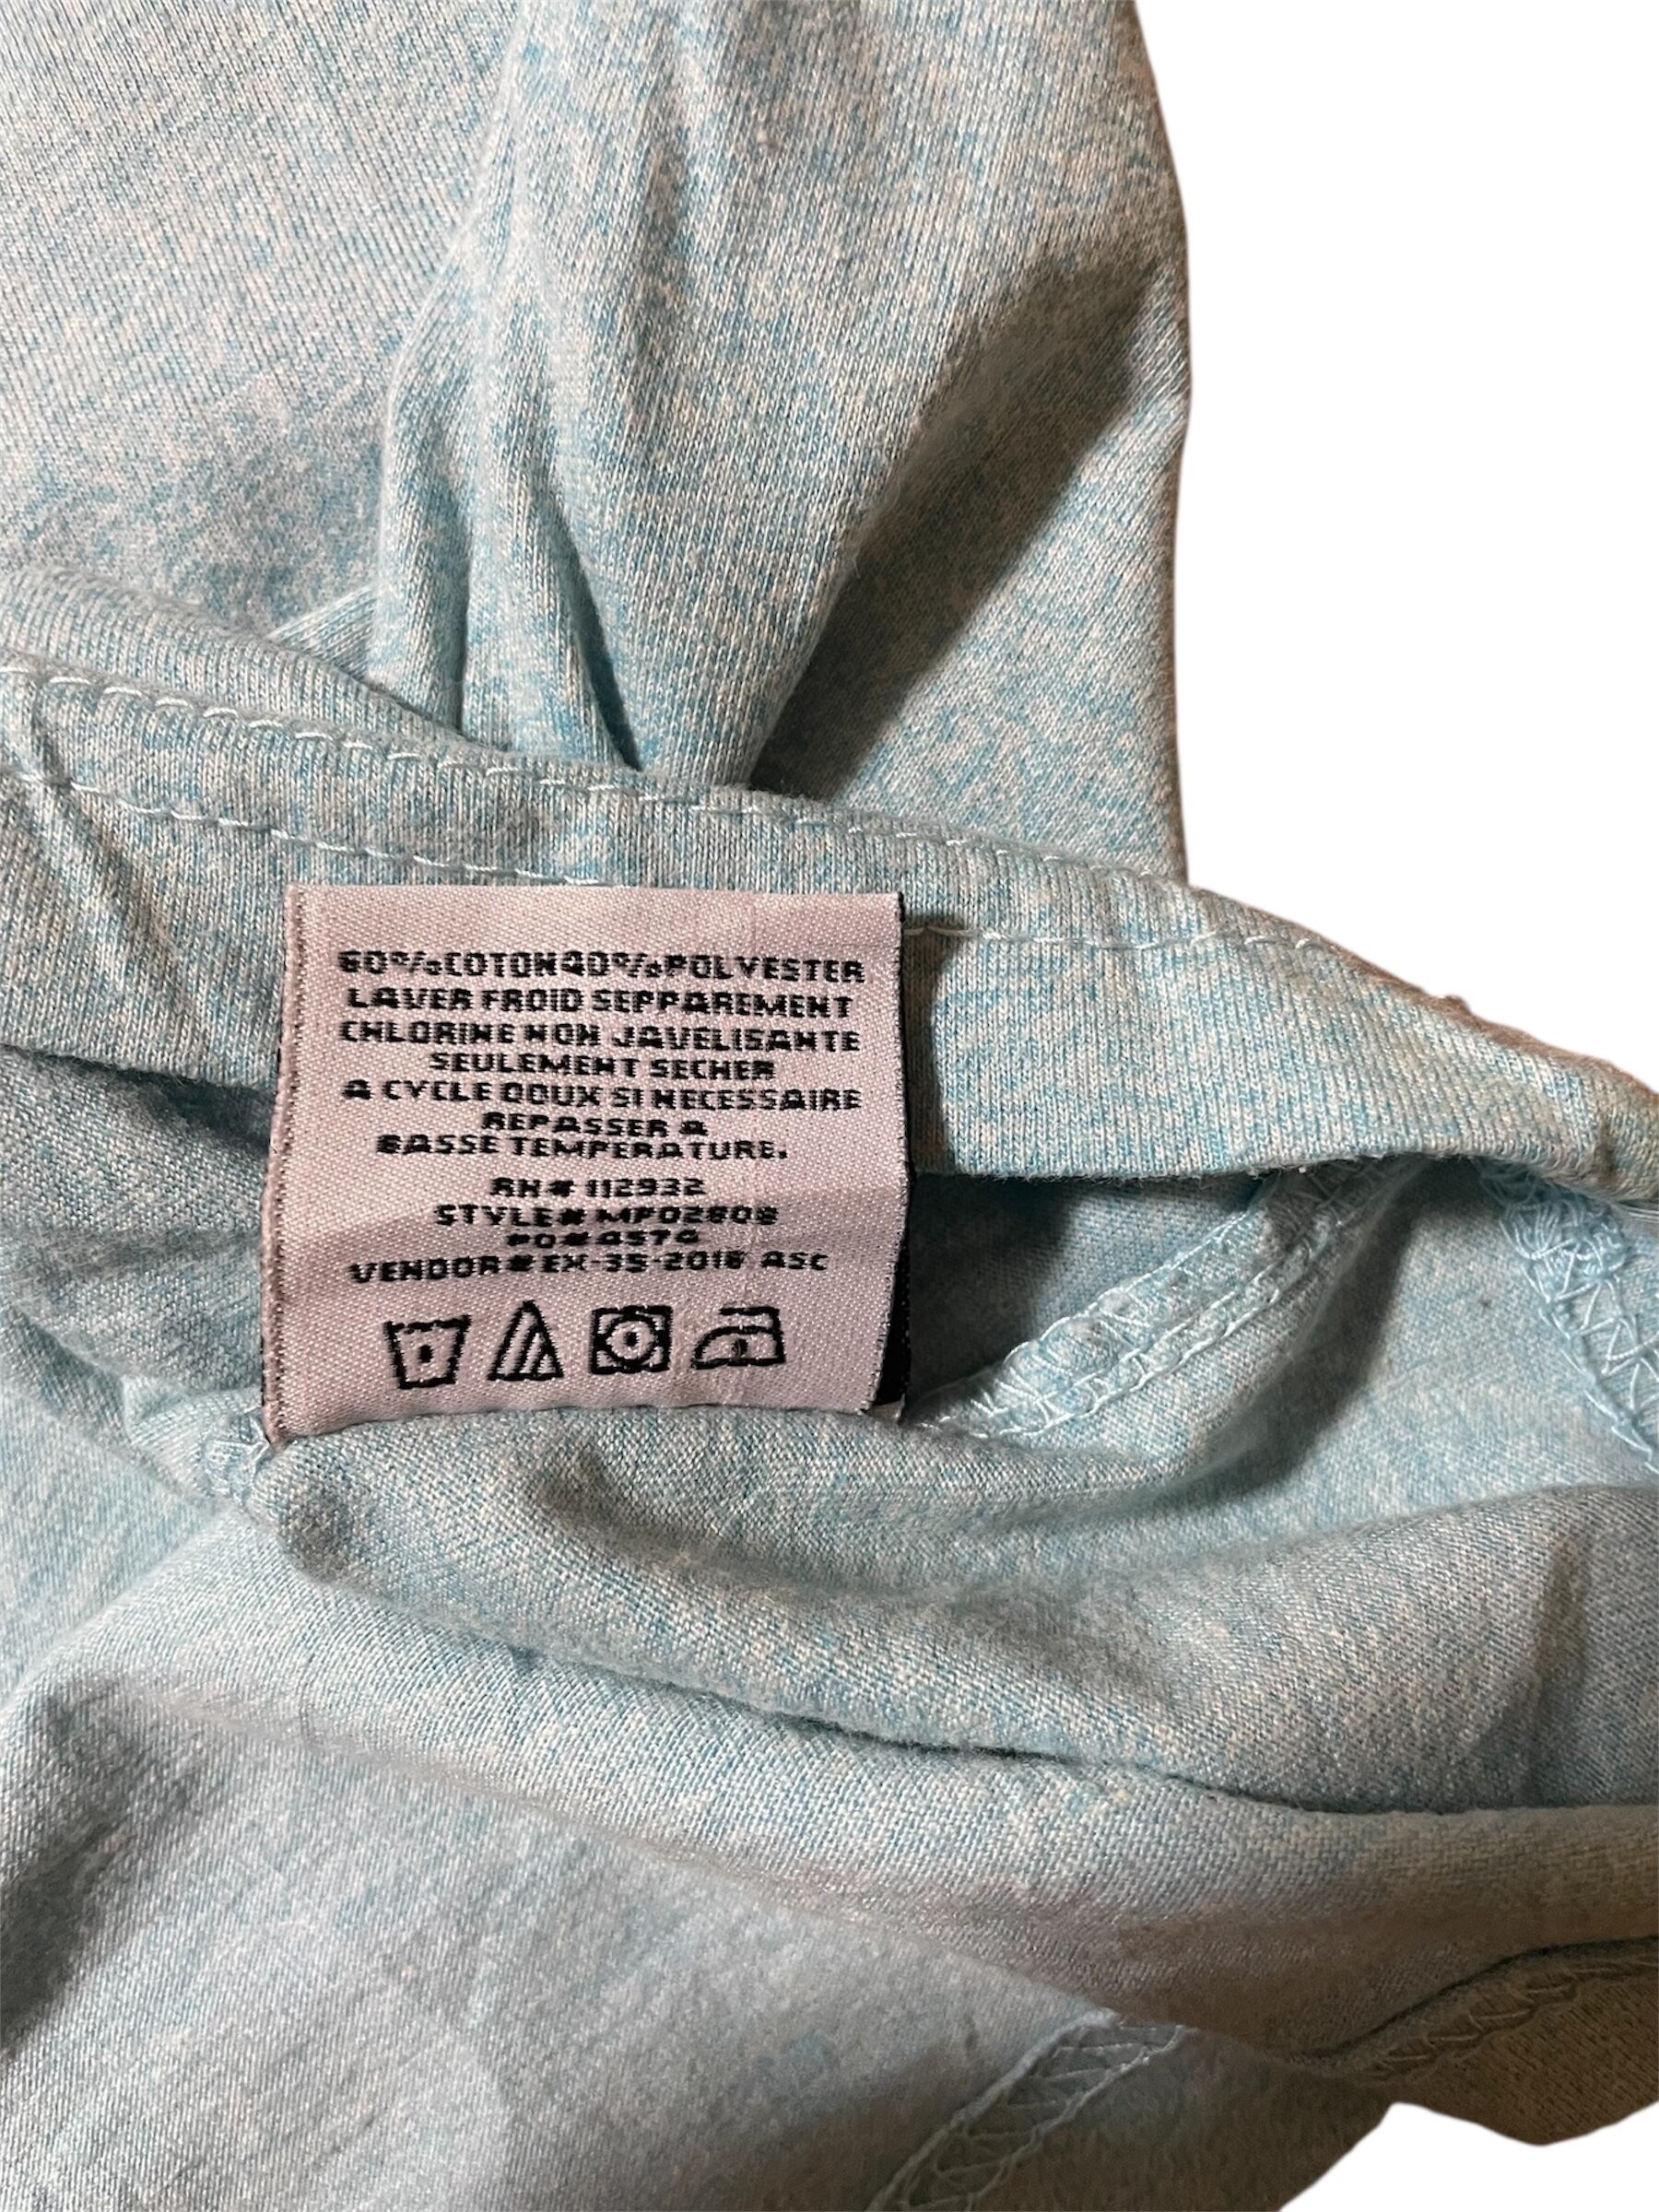 60%COTON40%POLYESTER
LAVER FROID SEPPAREMENT
CHLORINE NON JAVELISANTE
SEULEMENT SECHER
A CYCLE DOUX SI NECESSAIRE
REPASSER A
BASSE TEMPERATURE.
RN# 112932
STYLE# MP02808
PO# 4574
VENDOR# EX-35-2018 ASC